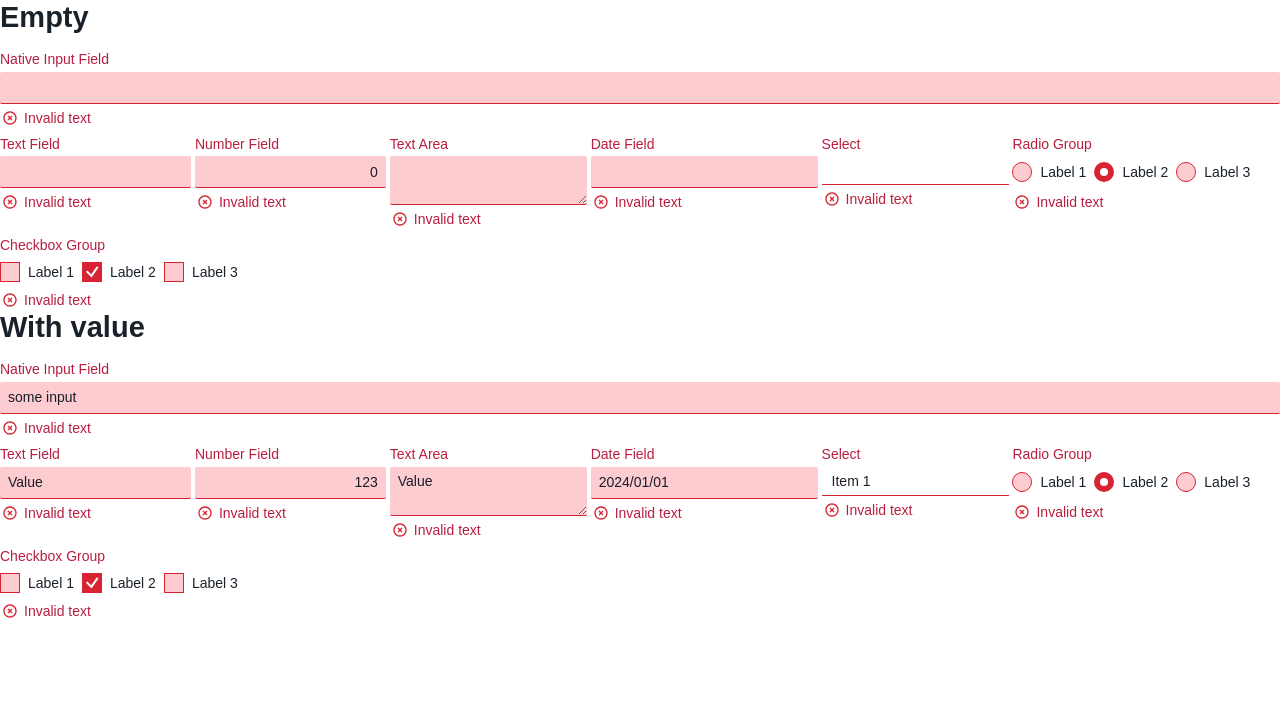 Empty
Native Input Field
Invalid text
Text Field Number Field Text Area Date Field Select Radio Group
0 Label 1 Label 2 Label 3
Invalid text Invalid text Invalid text Invalid text Invalid text Invalid text
Checkbox Group
Label 1 Label 2 Label 3
Invalid text
With value
Native Input Field
some input
Invalid text
Text Field Number Field Text Area Date Field Select Radio Group
Value 123 Value 2024/01/01 Item 1 Label 1 Label 2 Label 3
Invalid text Invalid text Invalid text Invalid text Invalid text Invalid text
Checkbox Group
Label 1 Label 2 Label 3
Invalid text